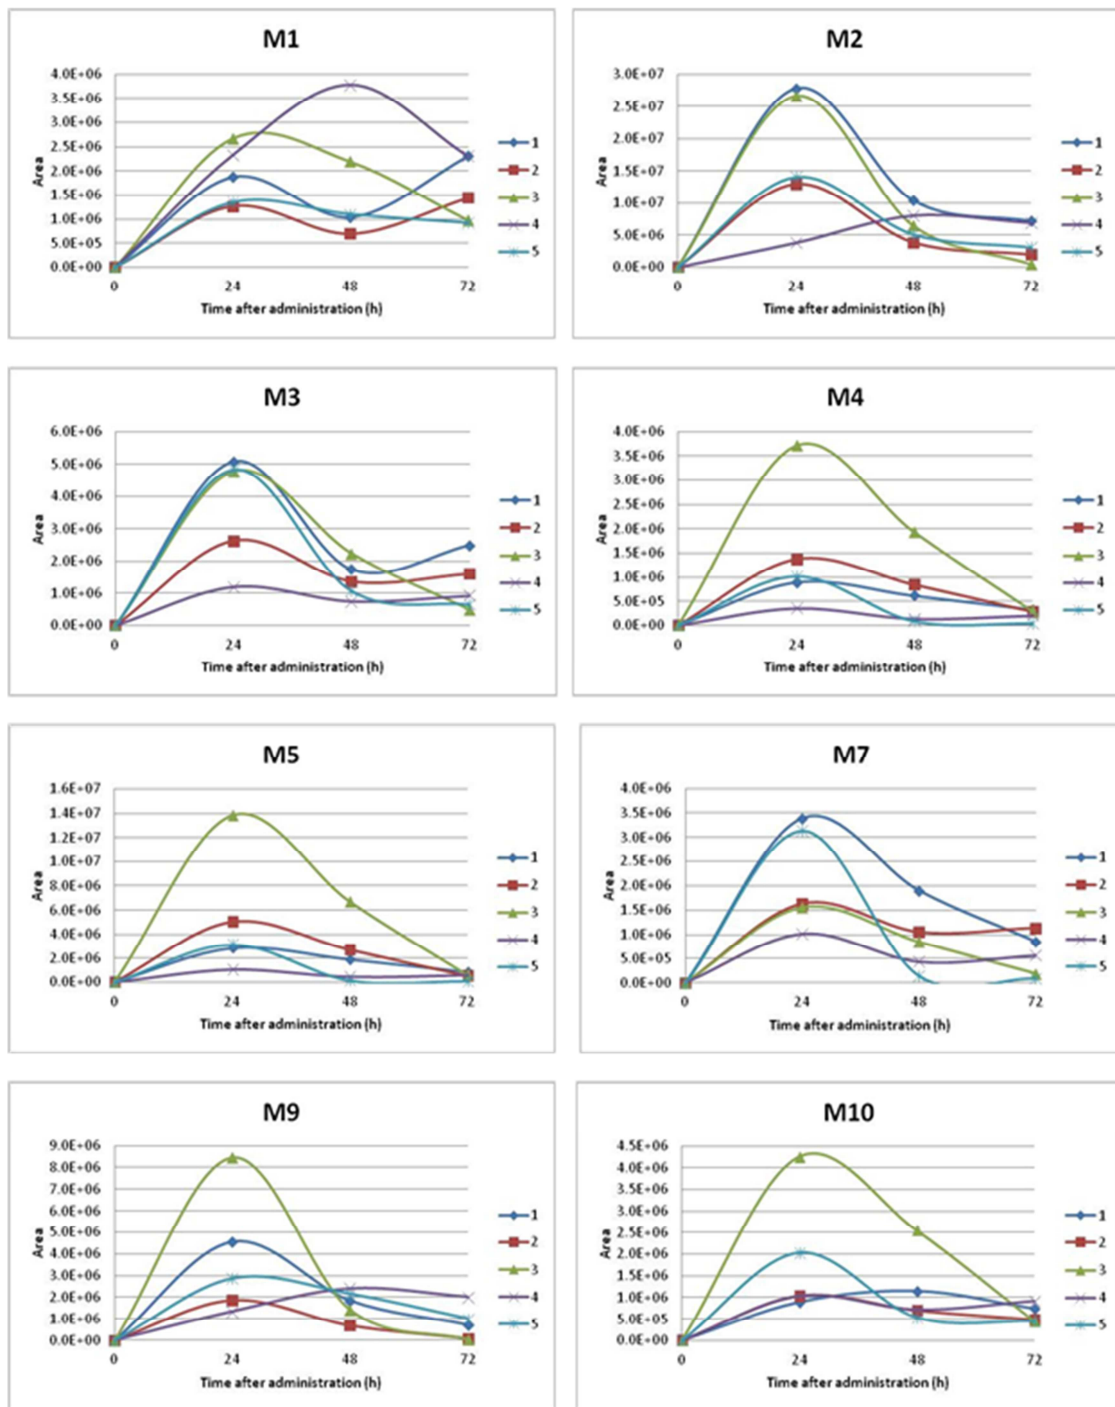 M1
4.0E+06
3.5E+06
3.0E+06
2.5E+06
2.0E+06
1.5E+06
1.0E+06
5.0E+05
0.0E+00
Area
0 24 48 72
Time after administration (h)
1
2
3
4
5
M2
3.0E+07
2.5E+07
2.0E+07
1.5E+07
1.0E+07
5.0E+06
0.0E+00
Area
0 24 48 72
Time after administration (h)
1
2
3
4
5
M3
6.0E+06
5.0E+06
4.0E+06
3.0E+06
2.0E+06
1.0E+06
0.0E+00
Area
0 24 48 72
Time after administration (h)
1
2
3
4
5
M4
4.0E+06
3.5E+06
3.0E+06
2.5E+06
2.0E+06
1.5E+06
1.0E+06
5.0E+05
0.0E+00
Area
0 24 48 72
Time after administration (h)
1
2
3
4
5
M5
1.6E+07
1.4E+07
1.2E+07
1.0E+07
8.0E+06
6.0E+06
4.0E+06
2.0E+06
0.0E+00
Area
0 24 48 72
Time after administration (h)
1
2
3
4
5
M7
4.0E+06
3.5E+06
3.0E+06
2.5E+06
2.0E+06
1.5E+06
1.0E+06
5.0E+05
0.0E+00
Area
0 24 48 72
Time after administration (h)
1
2
3
4
5
M9
9.0E+06
8.0E+06
7.0E+06
6.0E+06
5.0E+06
4.0E+06
3.0E+06
2.0E+06
1.0E+06
0.0E+00
Area
0 24 48 72
Time after administration (h)
1
2
3
4
5
M10
4.5E+06
4.0E+06
3.5E+06
3.0E+06
2.5E+06
2.0E+06
1.5E+06
1.0E+06
5.0E+05
0.0E+00
Area
0 24 48 72
Time after administration (h)
1
2
3
4
5